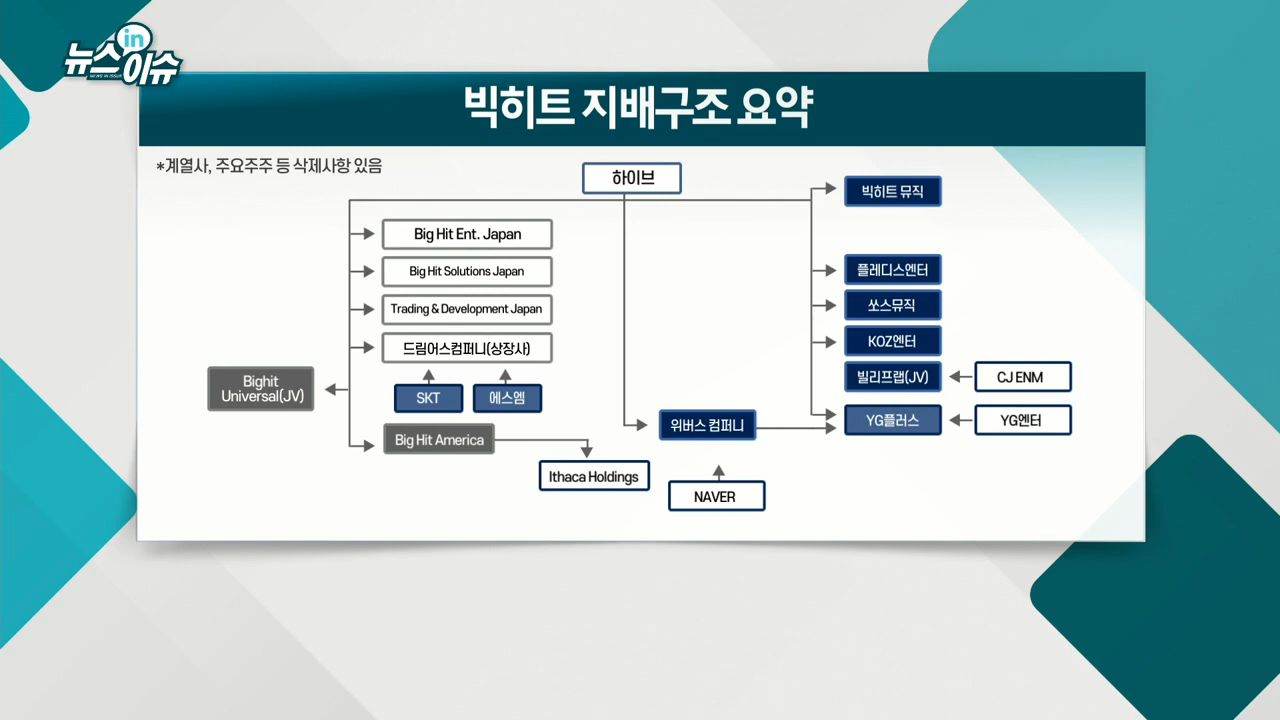 뉴스in이슈
NEWS IN ISSUE
빅히트 지배구조 요약
*계열사, 주요주주 등 삭제사항 있음
하이브
빅히트 뮤직
Big Hit Ent. Japan
Big Hit Solutions Japan
플레디스엔터
Trading & Development Japan
쏘스뮤직
드림어스컴퍼니(상장사)
KOZ엔터
Bighit
Universal(JV)
SKT
에스엠
빌리프랩(JV)
CJ ENM
YG플러스
YG엔터
Big Hit America
위버스 컴퍼니
Ithaca Holdings
NAVER